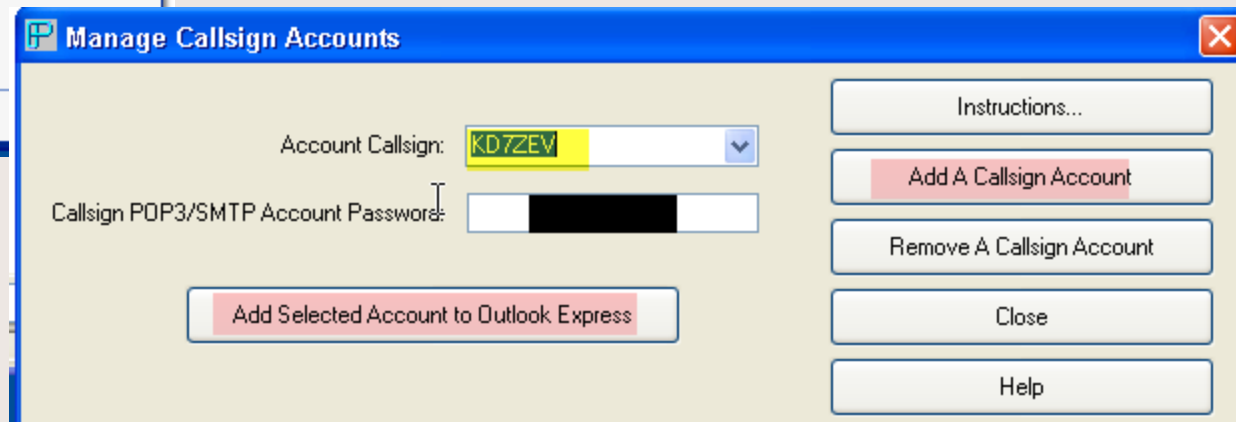 Manage Callsign Accounts
Account Callsign:
KD7ZEV
Callsign POP3/SMTP Account Password:
Add Selected Account to Outlook Express
Instructions...
Add A Callsign Account
Remove A Callsign Account
Close
Help